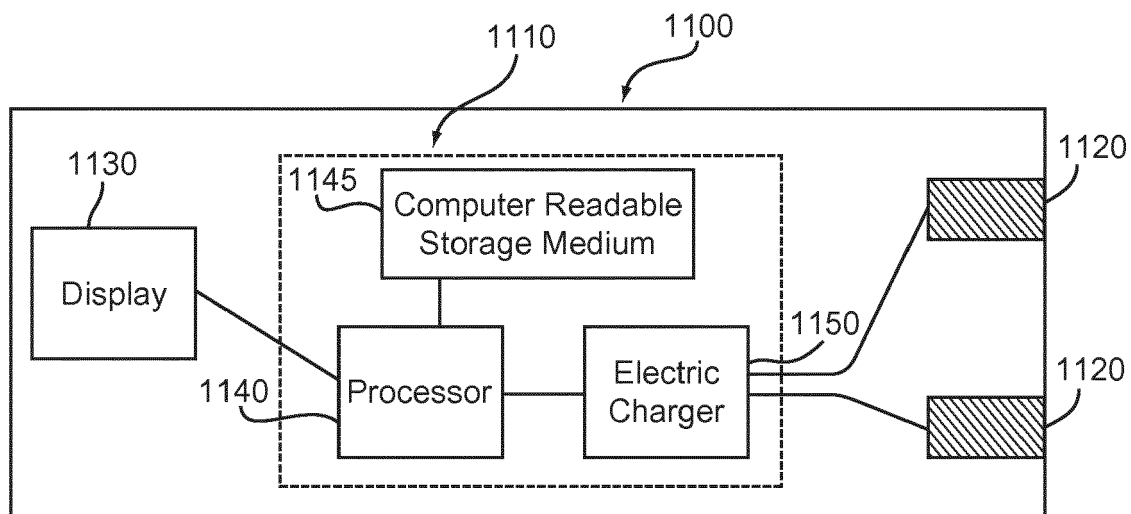 1100
1110
1120
1130
1145
Computer Readable
Storage Medium
Display
1150
Electric
Charger
Processor
1140
1120